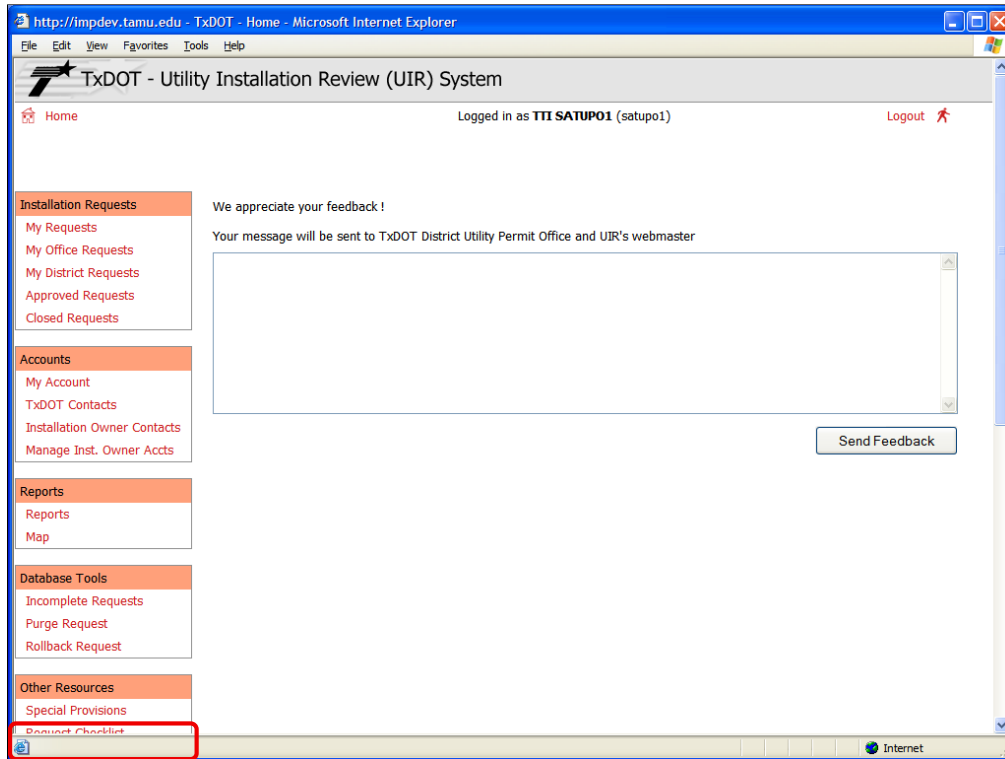 http://impdev.tamu.edu - TxDOT - Home - Microsoft Internet Explorer
File Edit View Favorites Tools Help
TxDOT - Utility Installation Review (UIR) System
Home Logged in as TTI SATUPO1 (satupo1) Logout
Installation Requests
My Requests
My Office Requests
My District Requests
Approved Requests
Closed Requests
Accounts
My Account
TxDOT Contacts
Installation Owner Contacts
Manage Inst. Owner Accts
Reports
Reports
Map
Database Tools
Incomplete Requests
Purge Request
Rollback Request
Other Resources
Special Provisions
Request Checklist
We appreciate your feedback !
Your message will be sent to TxDOT District Utility Permit Office and UIR's webmaster
Send Feedback
Internet